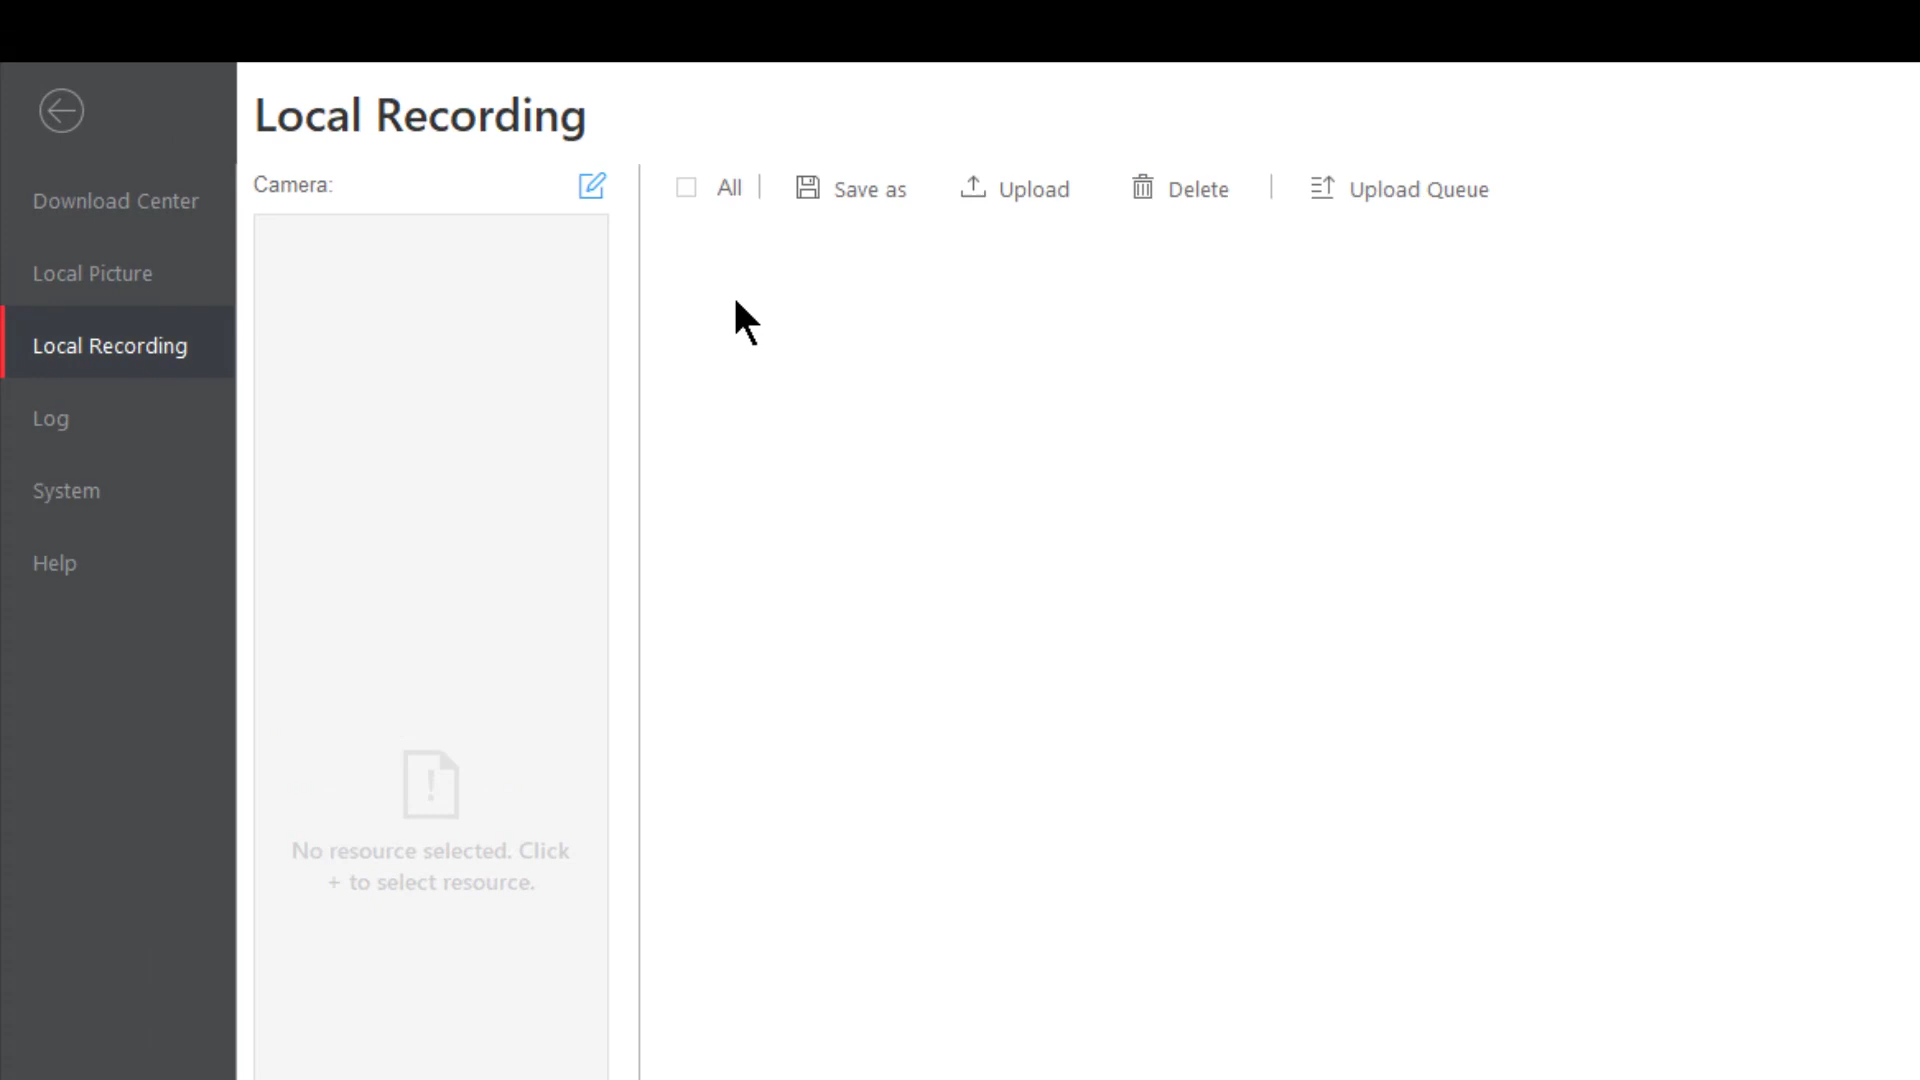 Local Recording
Camera:
All
Save as
Upload
Delete
Upload Queue
Download Center
Local Picture
Local Recording
Log
System
Help
No resource selected. Click
+ to select resource.